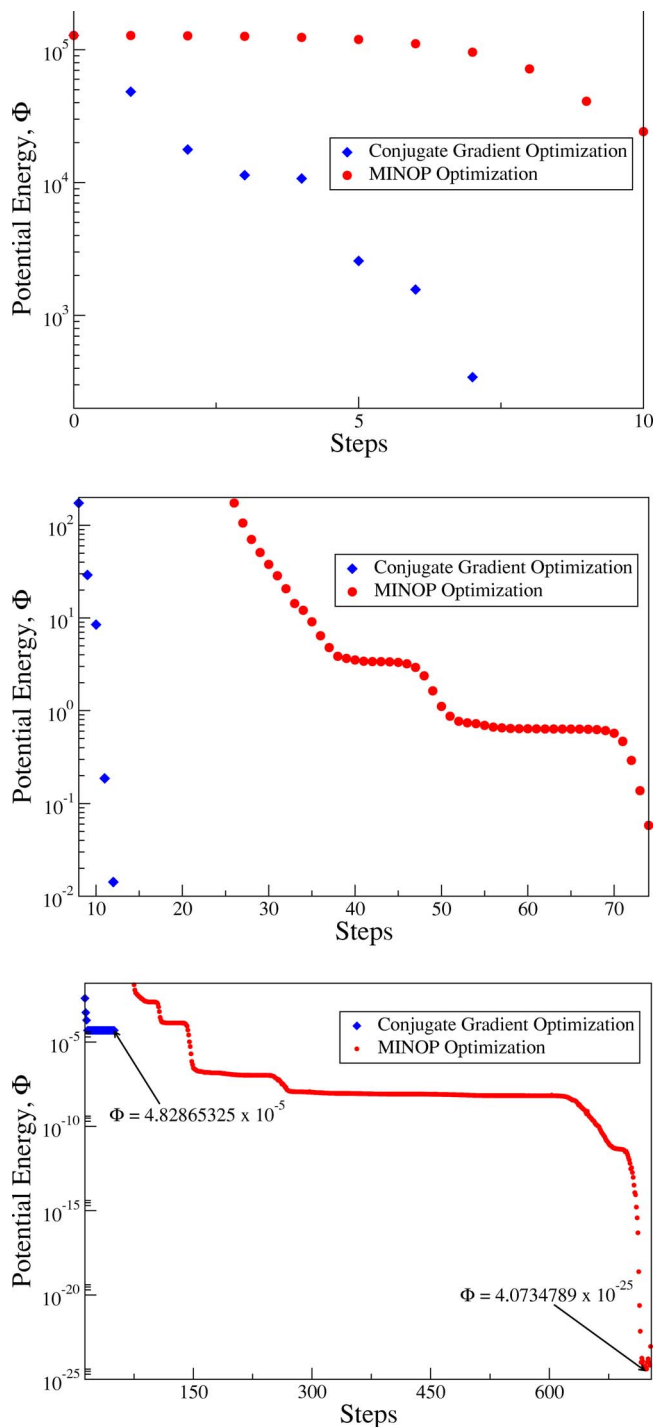 10^5
10^4
10^3
Potential Energy, Φ
Conjugate Gradient Optimization
MINOP Optimization
0 5 10
Steps
10^2
10^1
10^0
10^-1
10^-2
Potential Energy, Φ
Conjugate Gradient Optimization
MINOP Optimization
10 20 30 40 50 60 70
Steps
10^-5
10^-10
10^-15
10^-20
10^-25
Potential Energy, Φ
Conjugate Gradient Optimization
MINOP Optimization
Φ = 4.82865325 x 10^-5
Φ = 4.0734789 x 10^-25
150 300 450 600
Steps